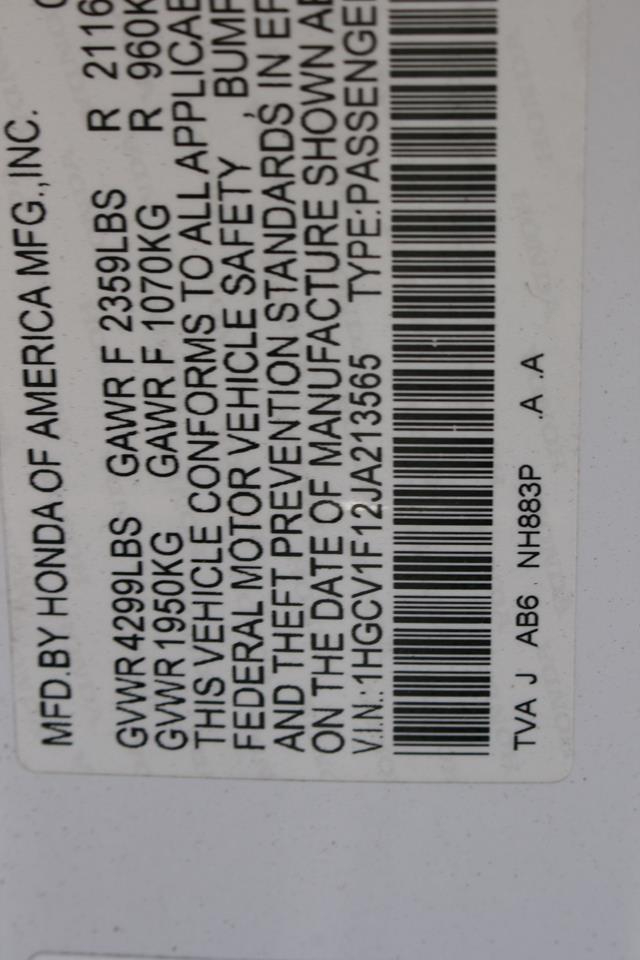 MFD.BY HONDA OF AMERICA MFG.,INC.
GVWR 4299LBS GAWR F 2359LBS R 2116
GVWR 1950KG GAWR F 1070KG R 960K
THIS VEHICLE CONFORMS TO ALL APPLICAB
FEDERAL MOTOR VEHICLE SAFETY , BUMP
AND THEFT PREVENTION STANDARDS IN EF
ON THE DATE OF MANUFACTURE SHOWN AB
V.I.N.:1HGCV1F12JA213565 TYPE:PASSENGE
TVA J AB6 NH883P .A .A